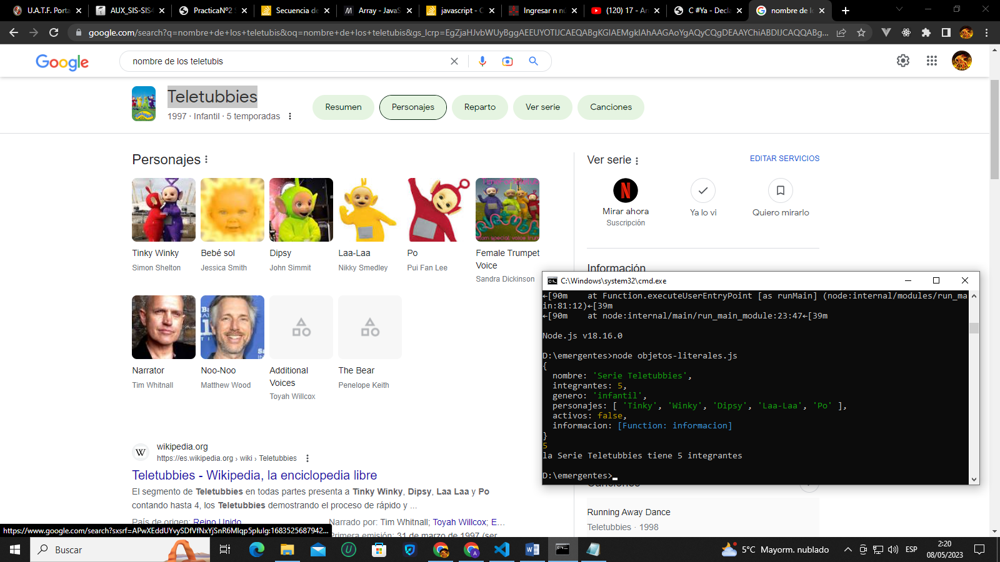 U.A.T.F. Porta
AUX_SIS-SIS4
PracticaNº2
Secuencia de
Array - JavaS
javascript - C
Ingresar n nú
(120) 17 - Ar
C #Ya - Decla
nombre de lo
google.com/search?q=nombre+de+los+teletubis&oq=nombre+de+los+teletubis&gs_lcrp=EgZjaHJvbWUyBggAEEUYOTIJCAEQABgKGIAEMgkIAhAAGAoYgAQyCQgDEAAYChiABDIJCAQQABg...
Google
nombre de los teletubis
Teletubbies
1997 · Infantil · 5 temporadas
Resumen
Personajes
Reparto
Ver serie
Canciones
Personajes
Tinky Winky
Simon Shelton
Bebé sol
Jessica Smith
Dipsy
John Simmit
Laa-Laa
Nikky Smedley
Po
Pui Fan Lee
Female Trumpet
Voice
Sandra Dickinson
Narrator
Tim Whitnall
Noo-Noo
Matthew Wood
Additional
Voices
Toyah Willcox
The Bear
Penelope Keith
Ver serie
EDITAR SERVICIOS
Mirar ahora
Suscripción
Ya lo vi
Quiero mirarlo
Información
C:\Windows\system32\cmd.exe
←[90m    at Function.executeUserEntryPoint [as runMain] (node:internal/modules/run_ma
in:81:12)←[39m
←[90m    at node:internal/main/run_main_module:23:47←[39m
Node.js v18.16.0
D:\emergentes>node objetos-literales.js
{
  nombre: 'Serie Teletubbies',
  integrantes: 5,
  genero: 'infantil',
  personajes: [ 'Tinky', 'Winky', 'Dipsy', 'Laa-Laa', 'Po' ],
  activos: false,
  informacion: [Function: informacion]
}
5
la Serie Teletubbies tiene 5 integrantes
D:\emergentes>
Canciones
Running Away Dance
Teletubbies · 1998
W
wikipedia.org
https://es.wikipedia.org › wiki › Teletubbies
Teletubbies - Wikipedia, la enciclopedia libre
El segmento de Teletubbies en todas partes presenta a Tinky Winky, Dipsy, Laa Laa y Po
contando hasta 4, los Teletubbies demostrando el proceso de rápido y ...
País de origen: Reino Unido
Narrado por: Tim Whitnall; Toyah Willcox; E…
Primera emisión: 31 de marzo de 1997 (ser
https://www.google.com/search?sxsrf=APwXEddUYvySDfVfNxYjSnR6MIqp5pluIg:1683525687942...
Buscar
5°C Mayorm. nublado
ESP
2:20
08/05/2023